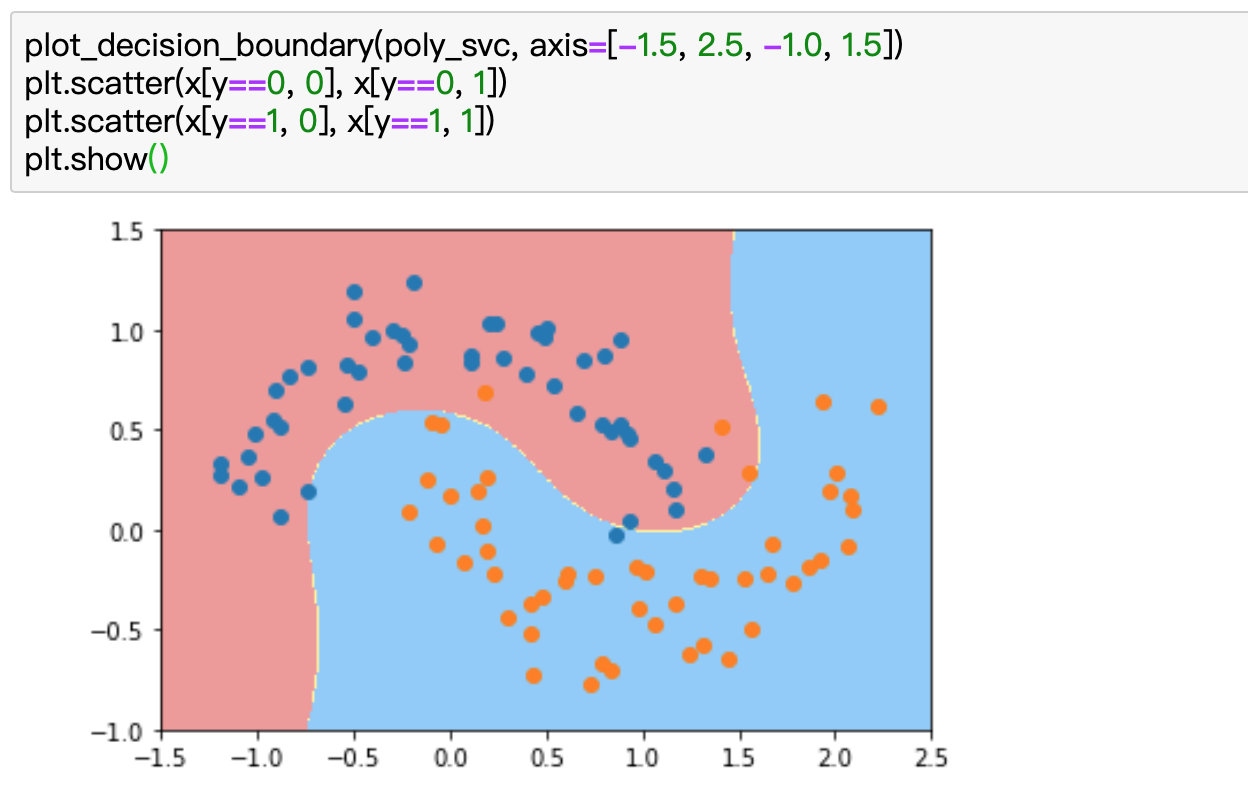 plot_decision_boundary(poly_svc, axis=[−1.5, 2.5, −1.0, 1.5])
plt.scatter(x[y==0, 0], x[y==0, 1])
plt.scatter(x[y==1, 0], x[y==1, 1])
plt.show()
1.5
1.0
0.5
0.0
−0.5
−1.0
−1.5 −1.0 −0.5 0.0 0.5 1.0 1.5 2.0 2.5